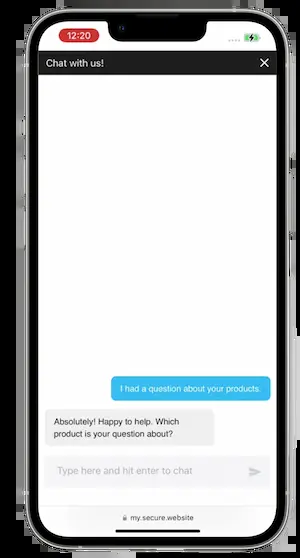 12:20
Chat with us!
I had a question about your products.
Absolutely! Happy to help. Which
product is your question about?
Type here and hit enter to chat
my.secure.website